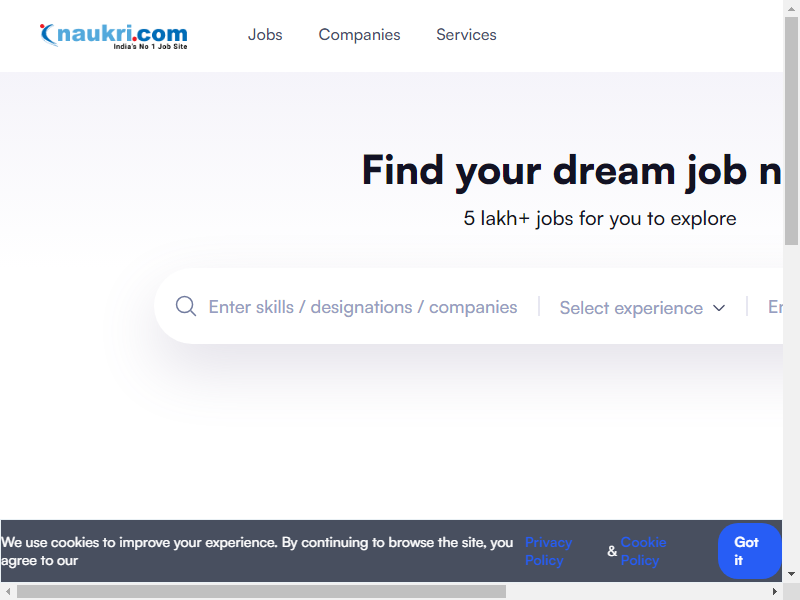 naukri.com
India's No 1 Job Site
Jobs Companies Services
Find your dream job n
5 lakh+ jobs for you to explore
Enter skills / designations / companies Select experience
We use cookies to improve your experience. By continuing to browse the site, you agree to our Privacy Policy & Cookie Policy
Got it